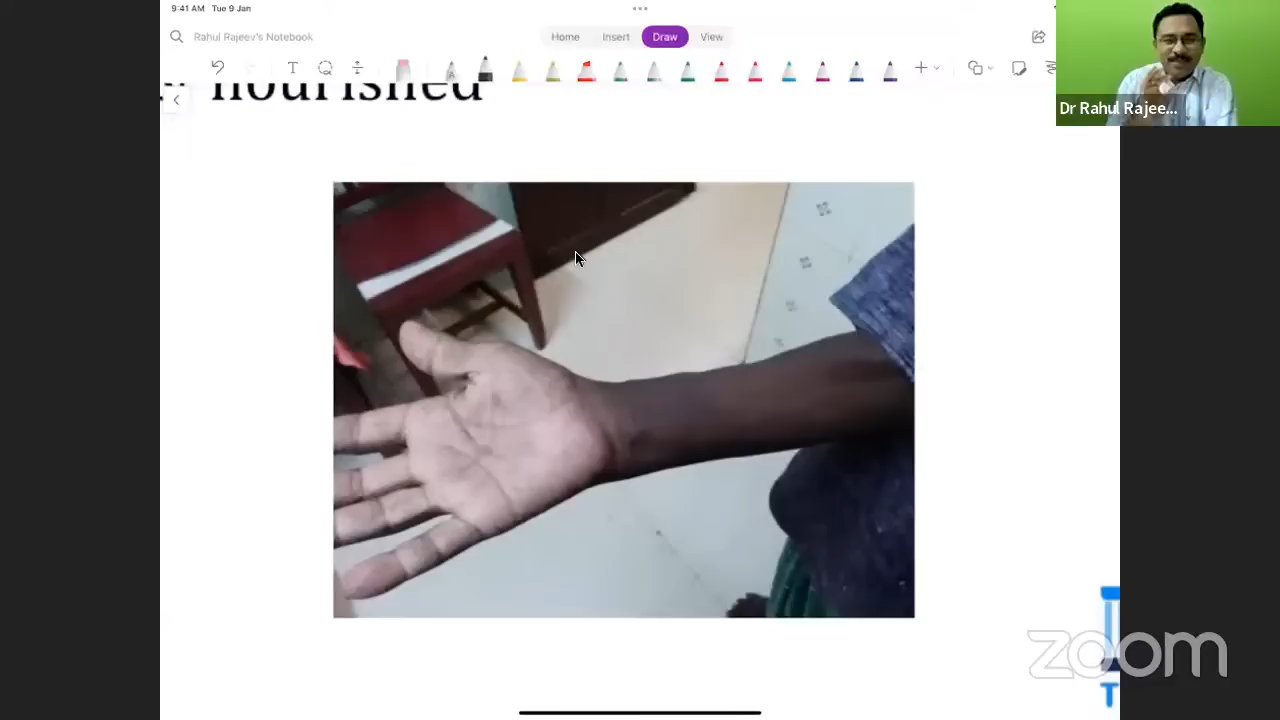 9:41 AM Tue 9 Jan
Rahul Rajeev's Notebook
Home Insert Draw View
nourished
Dr Rahul Rajee...
zoom